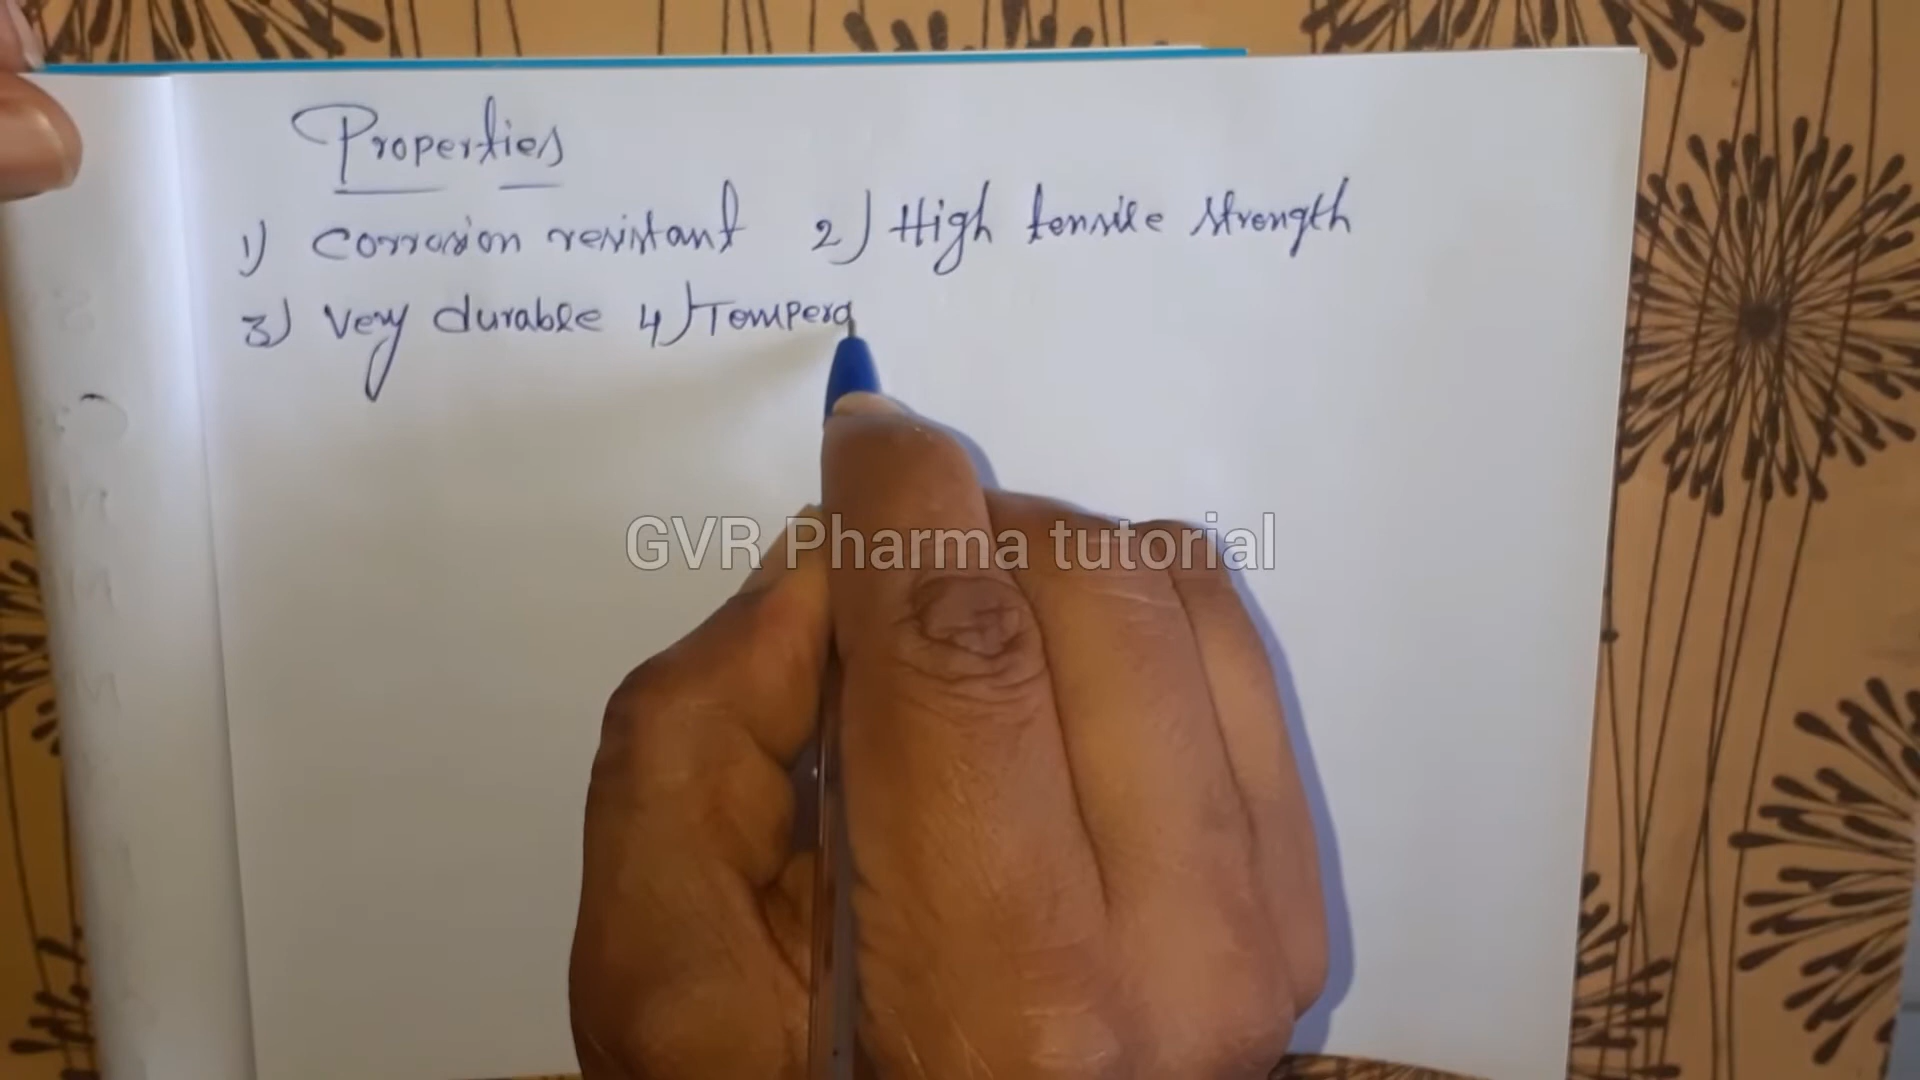 Properties
1) Corrosion resistant 2) High tensile strength
3) Very durable 4) Tempera
GVR Pharma tutorial